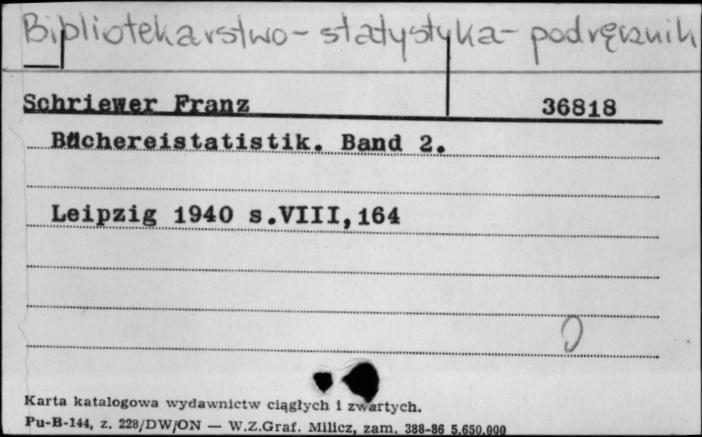 Bibliotekarstwo - statystyka - podręcznik
Schriewer Franz 36818
Büchereistatistik. Band 2.
Leipzig 1940 s.VIII,164
Karta katalogowa wydawnictw ciągłych i zwartych.
Pu-B-144, z. 228/DW/ON — W.Z.Graf. Milicz, zam. 388-86 5.650.000